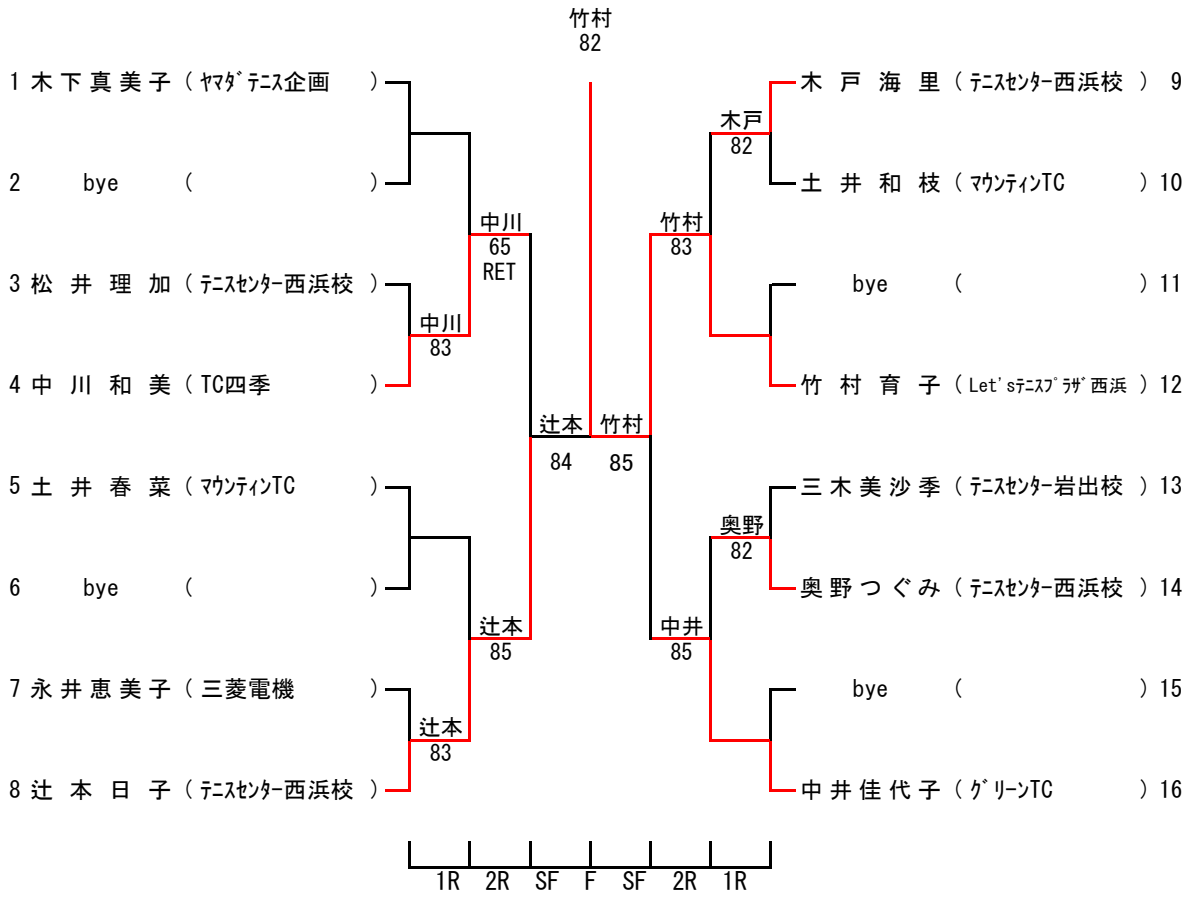 竹村
82
1 木下真美子 ( ﾔﾏﾀﾞﾃﾆｽ企画 )
2 bye ( )
3 松井理加 ( ﾃﾆｽｾﾝﾀｰ西浜校 )
4 中川和美 ( TC四季 )
5 土井春菜 ( ﾏｳﾝﾃｨﾝTC )
6 bye ( )
7 永井恵美子 ( 三菱電機 )
8 辻本日子 ( ﾃﾆｽｾﾝﾀｰ西浜校 )
中川
83
辻本
83
中川
65
RET
辻本
85
辻本
84
竹村
85
竹村
83
中井
85
木戸
82
奥野
82
木戸海里 ( ﾃﾆｽｾﾝﾀｰ西浜校 ) 9
土井和枝 ( ﾏｳﾝﾃｨﾝTC ) 10
bye ( ) 11
竹村育子 ( Let'sﾃﾆｽﾌﾟﾗｻﾞ西浜 ) 12
三木美沙季 ( ﾃﾆｽｾﾝﾀｰ岩出校 ) 13
奥野つぐみ ( ﾃﾆｽｾﾝﾀｰ西浜校 ) 14
bye ( ) 15
中井佳代子 ( ｸﾞﾘｰﾝTC ) 16
1R 2R SF F SF 2R 1R